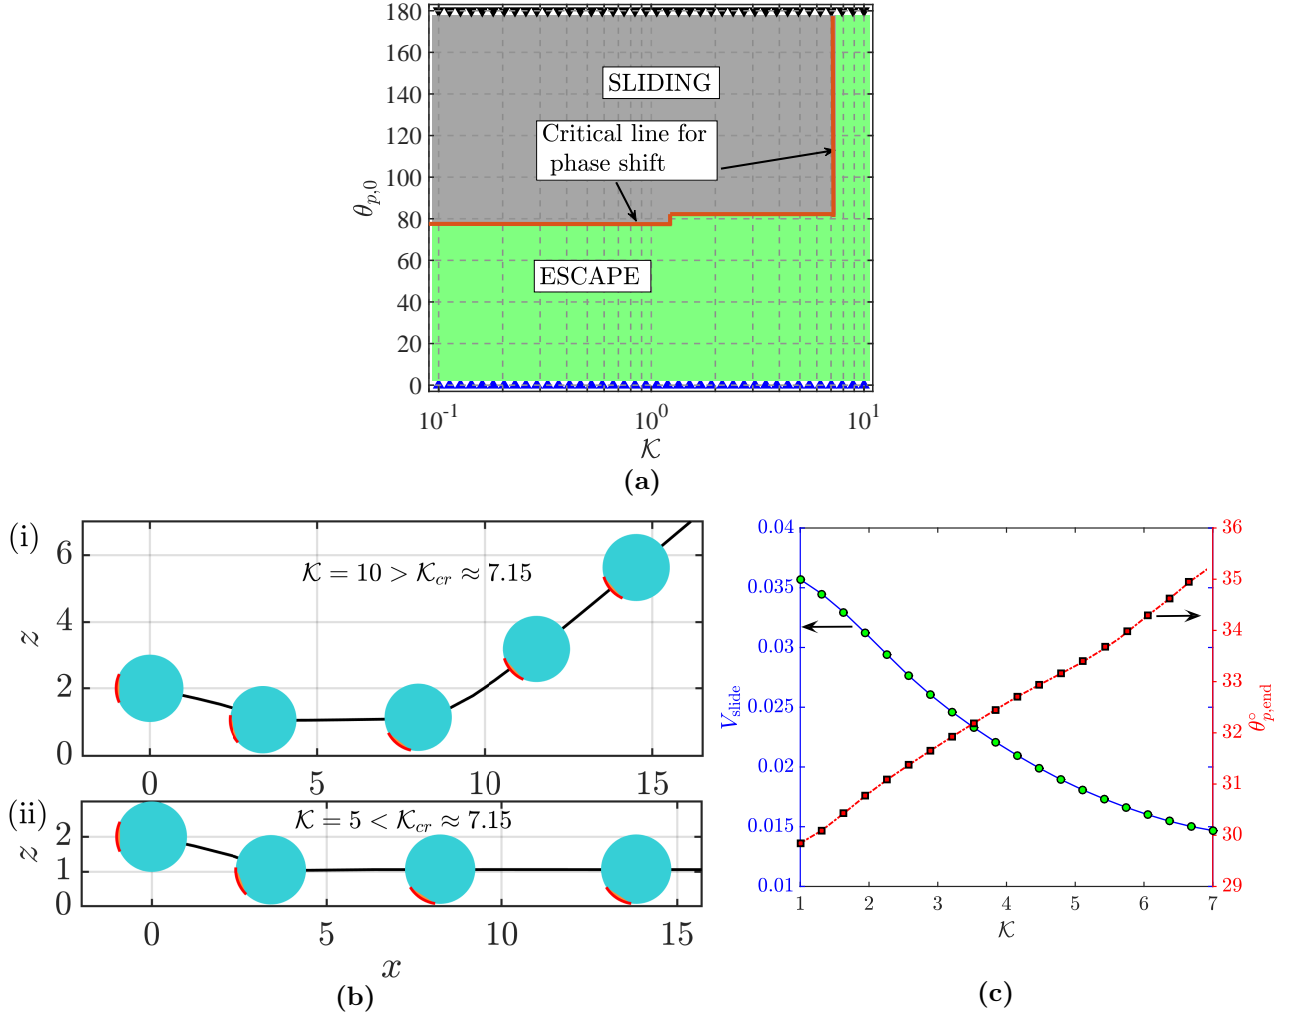 180
160
140
120
100
80
60
40
20
0
θp,0
SLIDING
Critical line for
phase shift
ESCAPE
10⁻¹ 10⁰ 10¹
𝒦
(a)
(i)
𝒦 = 10 > 𝒦cr ≈ 7.15
6
4
2
0
z
0 5 10 15
(ii)
𝒦 = 5 < 𝒦cr ≈ 7.15
2
1
0
z
0 5 10 15
x
(b)
0.04
0.035
0.03
0.025
0.02
0.015
0.01
Vslide
36
35
34
33
32
31
30
29
θ°p,end
1 2 3 4 5 6 7
𝒦
(c)